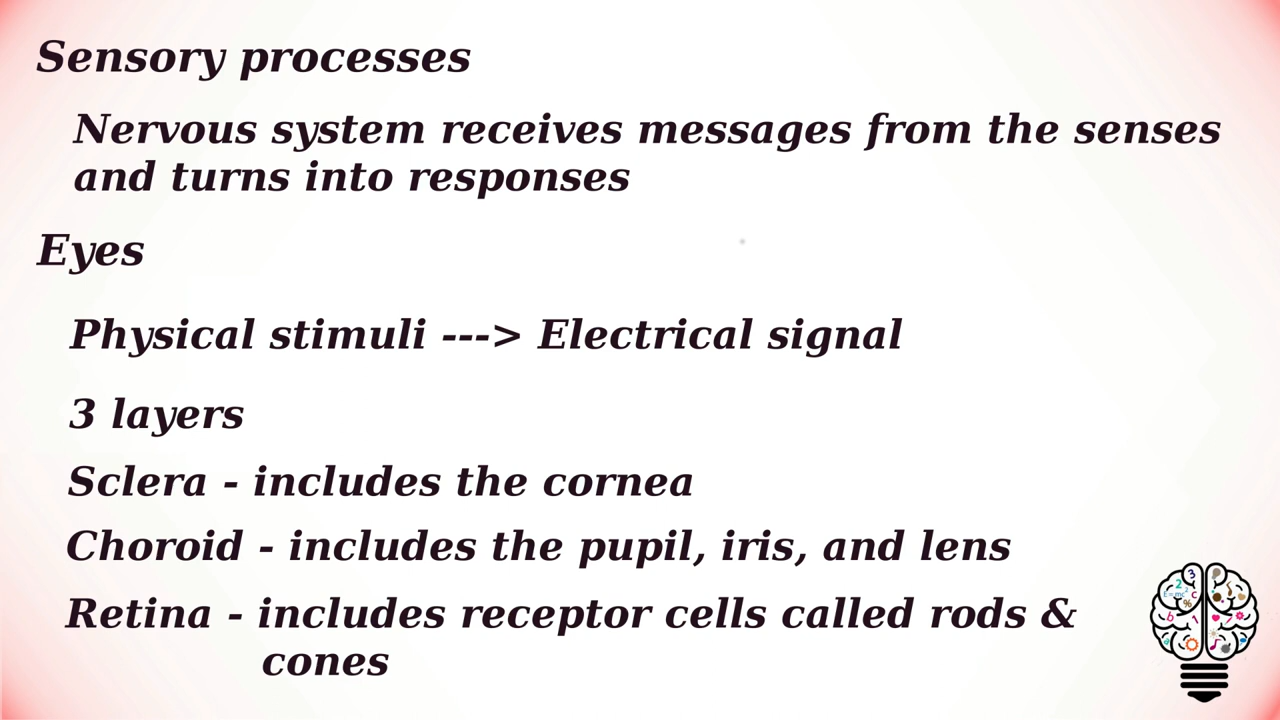 Sensory processes
Nervous system receives messages from the senses
and turns into responses
Eyes
Physical stimuli ---> Electrical signal
3 layers
Sclera - includes the cornea
Choroid - includes the pupil, iris, and lens
Retina - includes receptor cells called rods &
cones